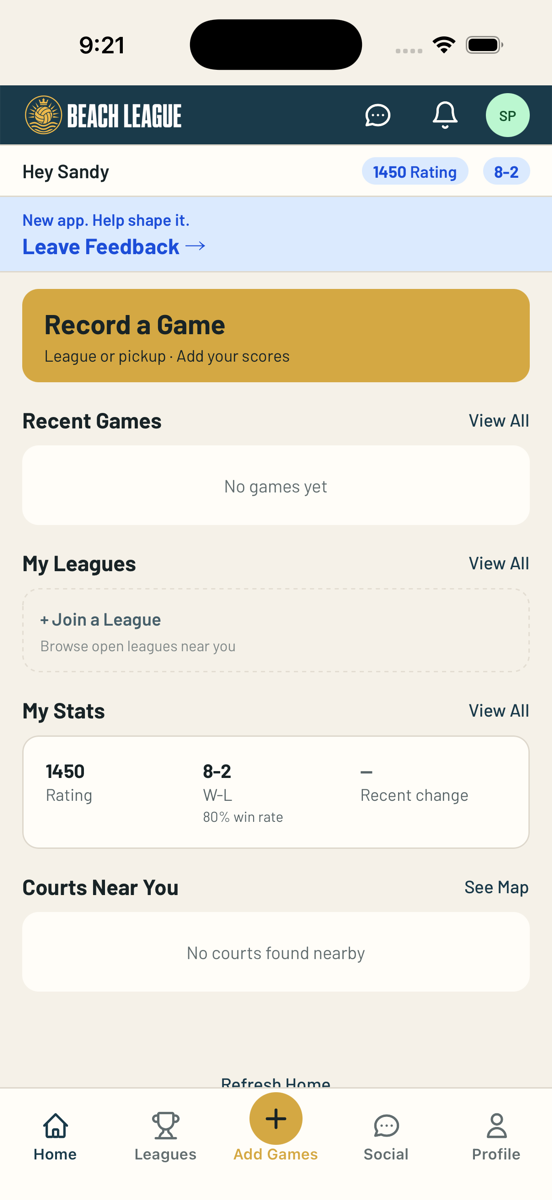 9:21
BEACH LEAGUE
SP
Hey Sandy
1450 Rating
8-2
New app. Help shape it.
Leave Feedback →
Record a Game
League or pickup · Add your scores
Recent Games
View All
No games yet
My Leagues
View All
+ Join a League
Browse open leagues near you
My Stats
View All
1450
Rating
8-2
W-L
80% win rate
—
Recent change
Courts Near You
See Map
No courts found nearby
Refresh Home
Home
Leagues
Add Games
Social
Profile